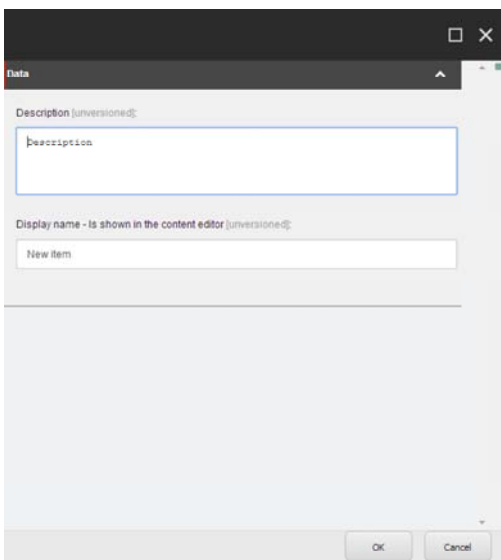 Data
Description [unversioned]:
Description
Display name - Is shown in the content editor [unversioned]:
New item
OK
Cancel